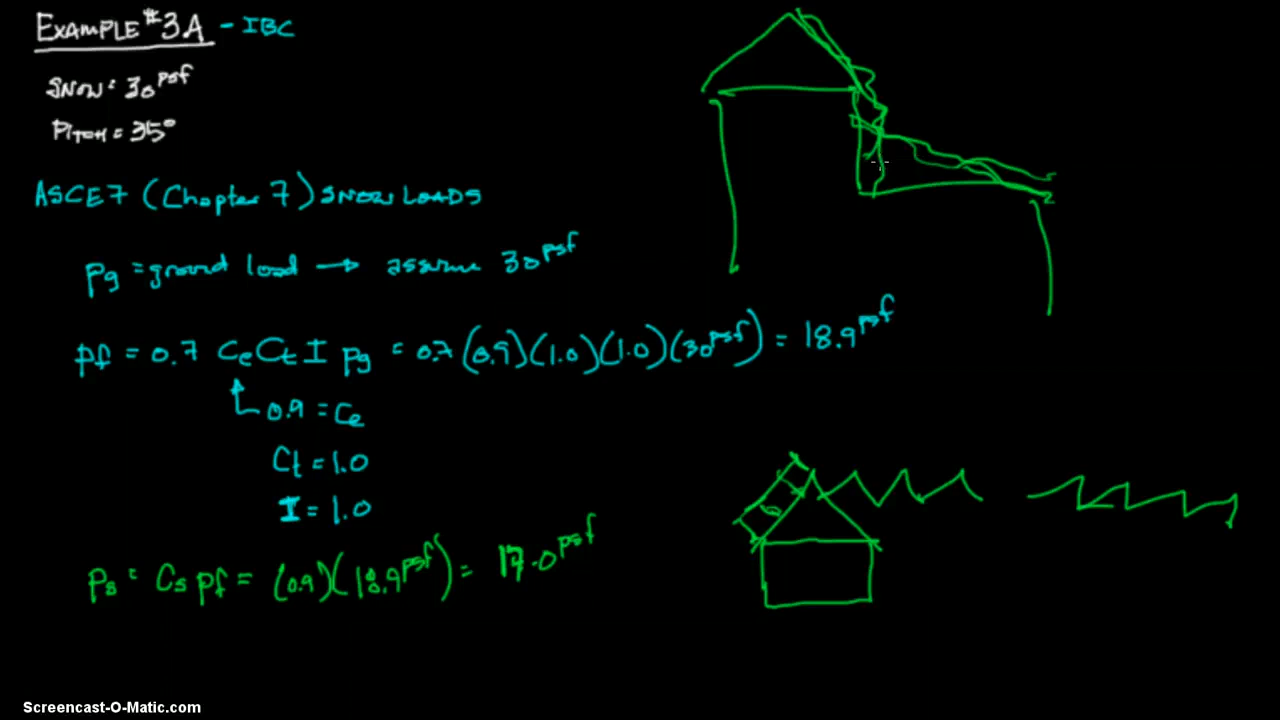 EXAMPLE #3A - IBC
SNOW = 30 psf
PITCH = 35°
ASCE7 (Chapter 7) SNOW LOADS
Pg = ground load → assume 30 psf
Pf = 0.7 Ce Ct I Pg = 0.7 (0.9)(1.0)(1.0)(30 psf) = 18.9 psf
0.9 = Ce
Ct = 1.0
I = 1.0
Ps = Cs Pf = (0.9)(18.9 psf) = 17.0 psf
Screencast-O-Matic.com